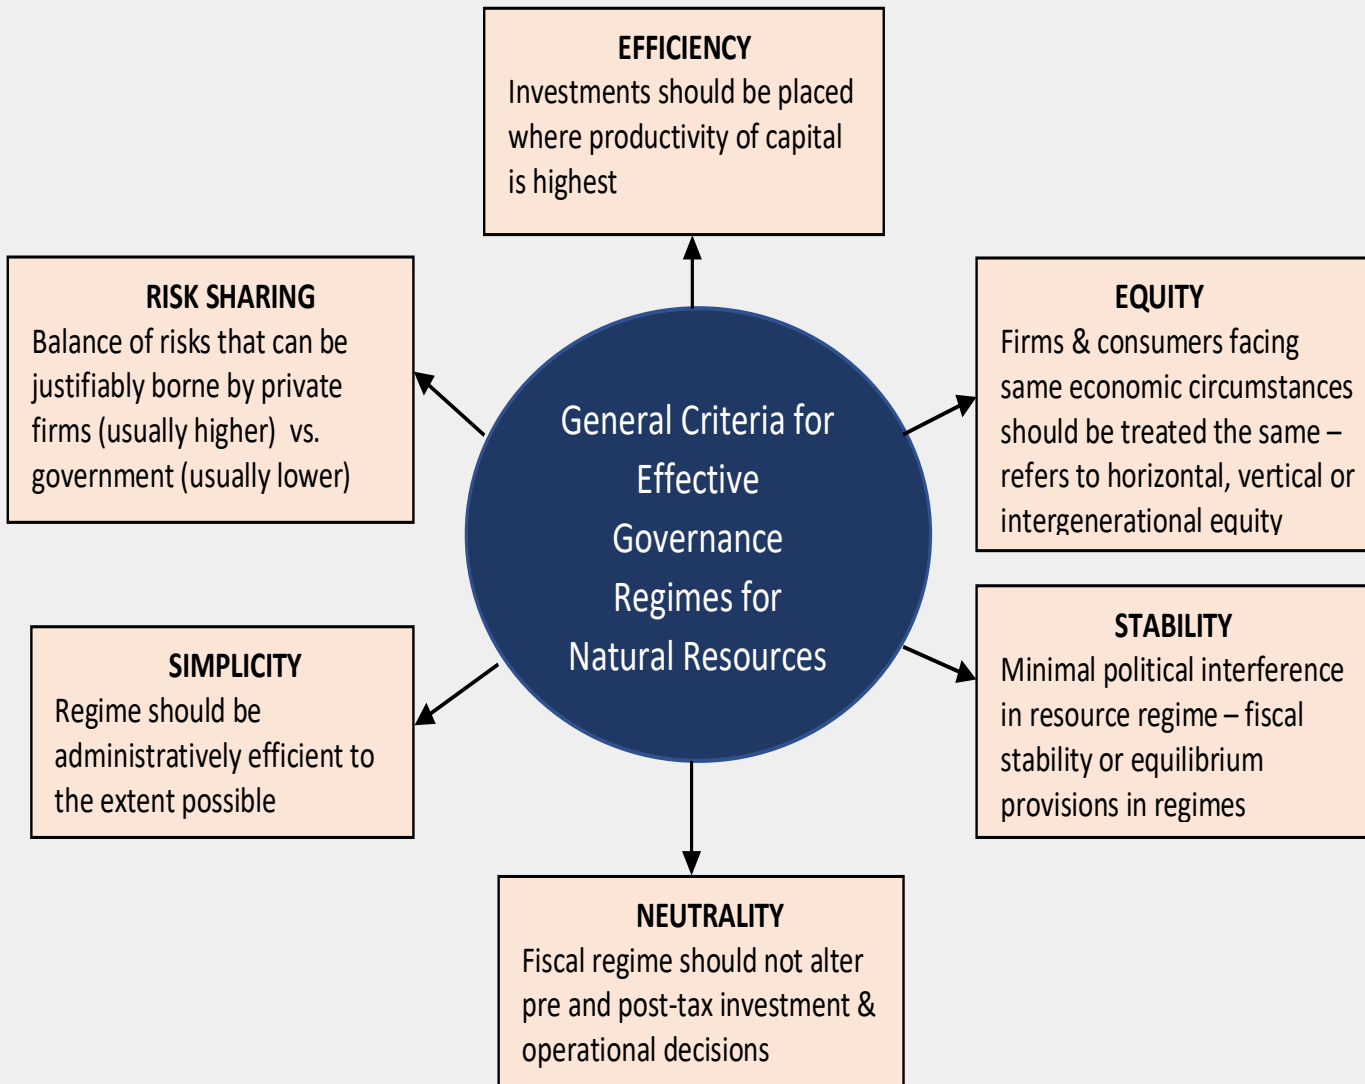 EFFICIENCY
Investments should be placed
where productivity of capital
is highest
RISK SHARING
Balance of risks that can be
justifiably borne by private
firms (usually higher) vs.
government (usually lower)
EQUITY
Firms & consumers facing
same economic circumstances
should be treated the same –
refers to horizontal, vertical or
intergenerational equity
General Criteria for
Effective
Governance
Regimes for
Natural Resources
SIMPLICITY
Regime should be
administratively efficient to
the extent possible
STABILITY
Minimal political interference
in resource regime – fiscal
stability or equilibrium
provisions in regimes
NEUTRALITY
Fiscal regime should not alter
pre and post-tax investment &
operational decisions